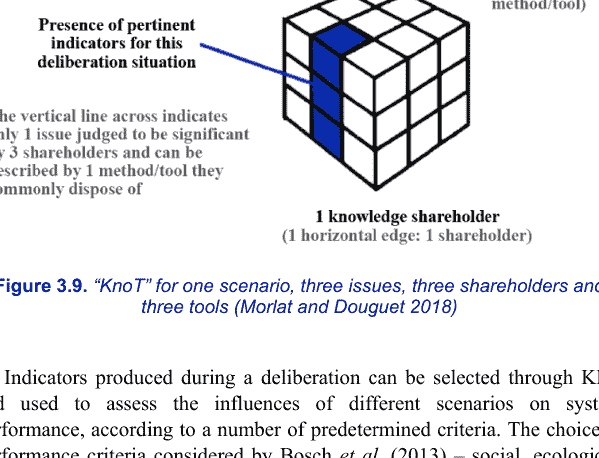 method/tool)
Presence of pertinent
indicators for this
deliberation situation
he vertical line across indicates
nly 1 issue judged to be significant
y 3 shareholders and can be
escribed by 1 method/tool they
ommonly dispose of
1 knowledge shareholder
(1 horizontal edge: 1 shareholder)
Figure 3.9. “KnoT” for one scenario, three issues, three shareholders and
three tools (Morlat and Douguet 2018)
Indicators produced during a deliberation can be selected through K
d used to assess the influences of different scenarios on syst
rformance, according to a number of predetermined criteria. The choice
rformance criteria considered by Bosch et al. (2013) – social, ecologic